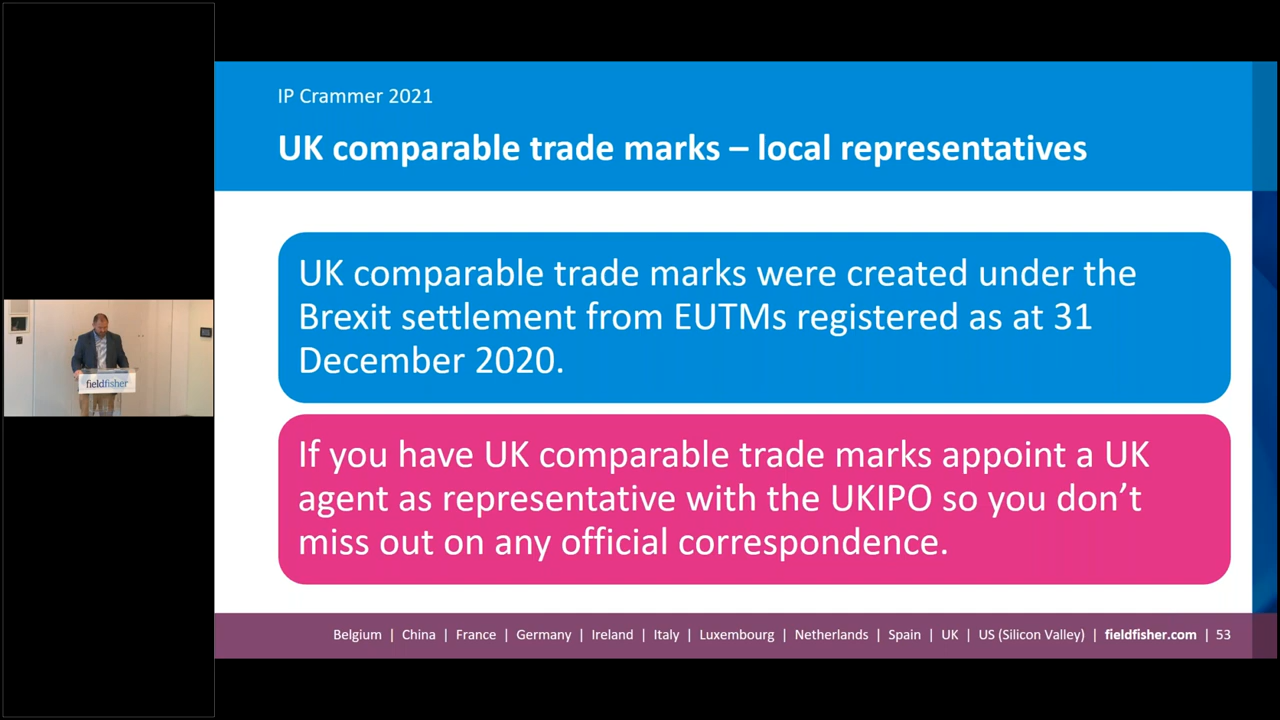 IP Crammer 2021
UK comparable trade marks – local representatives
UK comparable trade marks were created under the
Brexit settlement from EUTMs registered as at 31
December 2020.
If you have UK comparable trade marks appoint a UK
agent as representative with the UKIPO so you don’t
miss out on any official correspondence.
fieldfisher
Belgium | China | France | Germany | Ireland | Italy | Luxembourg | Netherlands | Spain | UK | US (Silicon Valley) | fieldfisher.com | 53